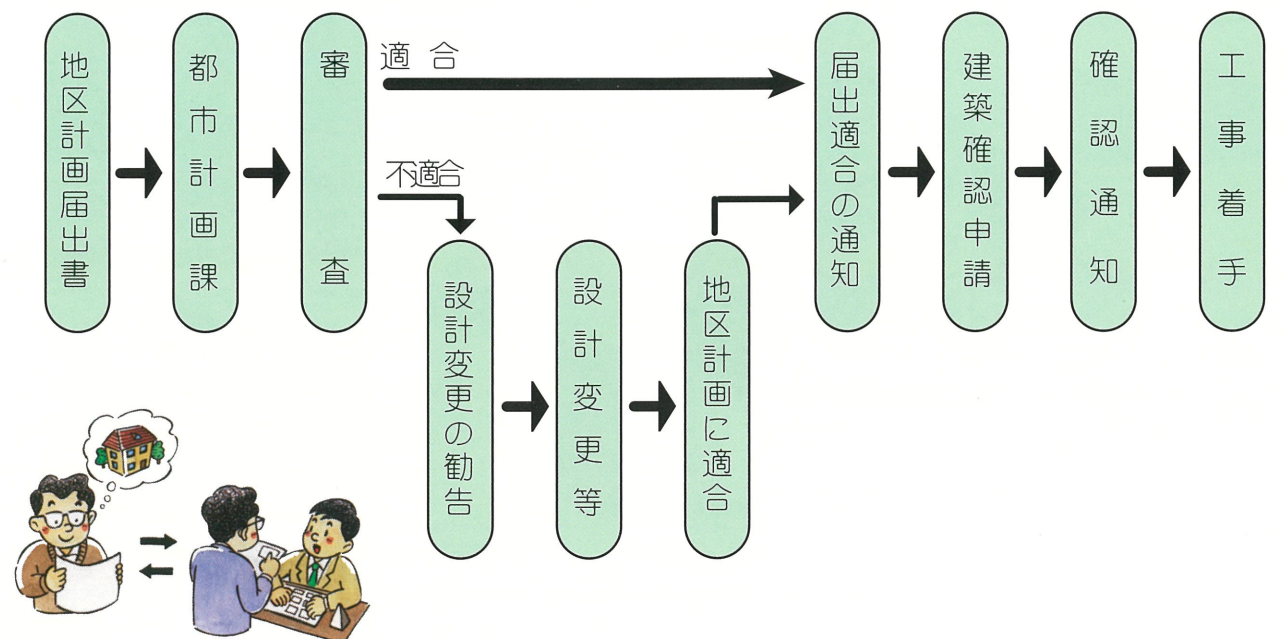 地区計画届出書
都市計画課
審査
適合
不適合
設計変更の勧告
設計変更等
地区計画に適合
届出適合の通知
建築確認申請
確認通知
工事着手